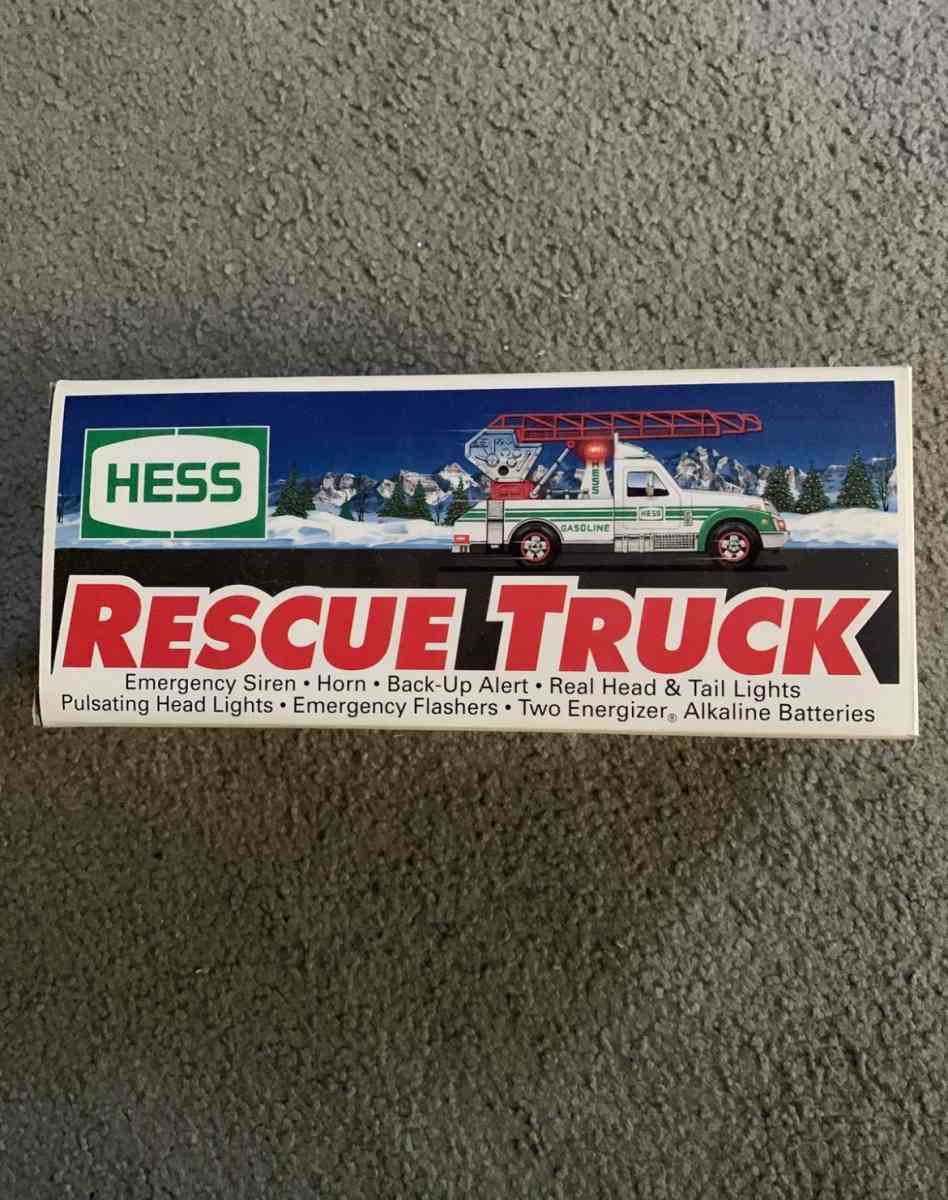 HESS
HESS
GASOLINE
HESS
RESCUE TRUCK
Emergency Siren • Horn • Back-Up Alert • Real Head & Tail Lights
Pulsating Head Lights • Emergency Flashers • Two Energizer® Alkaline Batteries